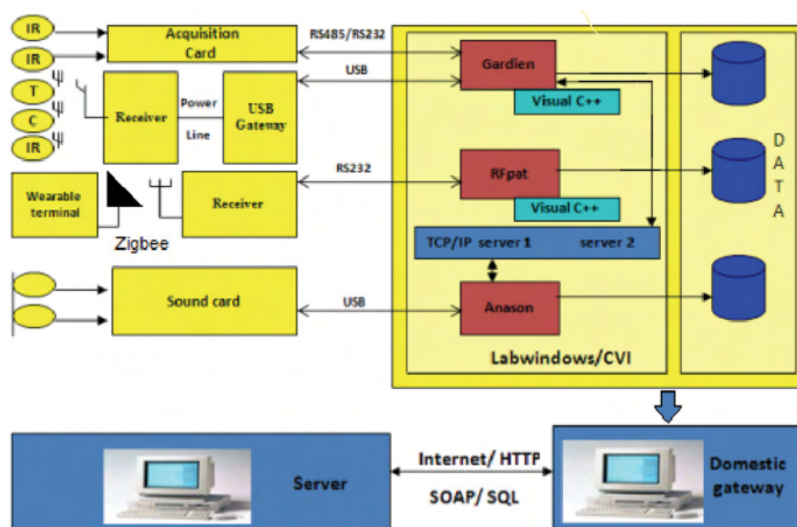 IR
Acquisition
Card
RS485/RS232
IR
USB
Gardien
Visual C++
T
C
IR
Receiver
Power
Line
USB
Gateway
D
A
T
A
Wearable
terminal
Zigbee
Receiver
RS232
RFpat
Visual C++
TCP/IP server 1 server 2
Sound card
USB
Anason
Labwindows/CVI
Server
Internet/ HTTP
SOAP/ SQL
Domestic
gateway